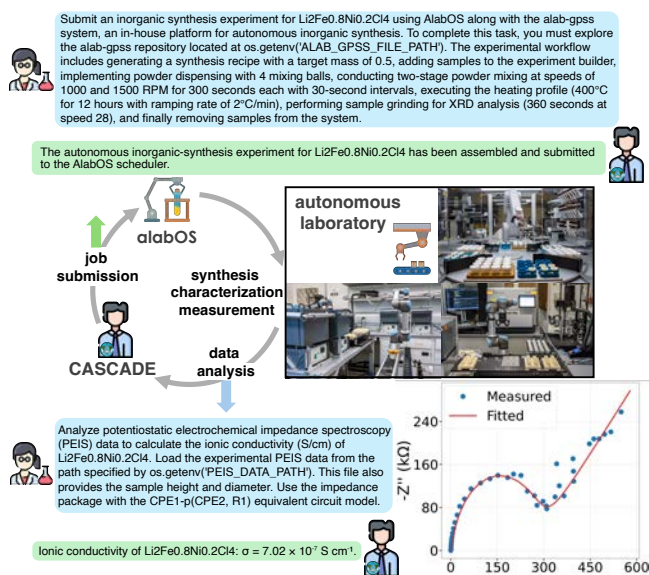 Submit an inorganic synthesis experiment for Li2Fe0.8Ni0.2Cl4 using AlabOS along with the alab-gpss
system, an in-house platform for autonomous inorganic synthesis. To complete this task, you must explore
the alab-gpss repository located at os.getenv('ALAB_GPSS_FILE_PATH'). The experimental workflow
includes generating a synthesis recipe with a target mass of 0.5, adding samples to the experiment builder,
implementing powder dispensing with 4 mixing balls, conducting two-stage powder mixing at speeds of
1000 and 1500 RPM for 300 seconds each with 30-second intervals, executing the heating profile (400°C
for 12 hours with ramping rate of 2°C/min), performing sample grinding for XRD analysis (360 seconds at
speed 28), and finally removing samples from the system.
The autonomous inorganic-synthesis experiment for Li2Fe0.8Ni0.2Cl4 has been assembled and submitted
to the AlabOS scheduler.
alabOS
autonomous
laboratory
job
submission
synthesis
characterization
measurement
CASCADE
data
analysis
Analyze potentiostatic electrochemical impedance spectroscopy
(PEIS) data to calculate the ionic conductivity (S/cm) of
Li2Fe0.8Ni0.2Cl4. Load the experimental PEIS data from the
path specified by os.getenv('PEIS_DATA_PATH'). This file also
provides the sample height and diameter. Use the impedance
package with the CPE1-p(CPE2, R1) equivalent circuit model.
Ionic conductivity of Li2Fe0.8Ni0.2Cl4: σ = 7.02 × 10⁻⁷ S cm⁻¹.
Measured
Fitted
-Z'' (kΩ)
240
160
80
0
0 150 300 450 600